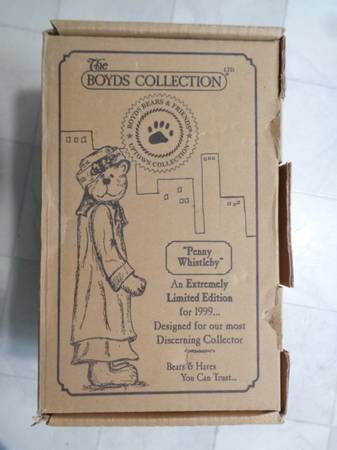 The
BOYDS COLLECTION LTD
BOYDS BEARS & FRIENDS
UPTOWN COLLECTION
"Penny
Whistleby"
An Extremely
Limited Edition
for 1999...
Designed for our most
Discerning Collector
Bears & Hares
You Can Trust...